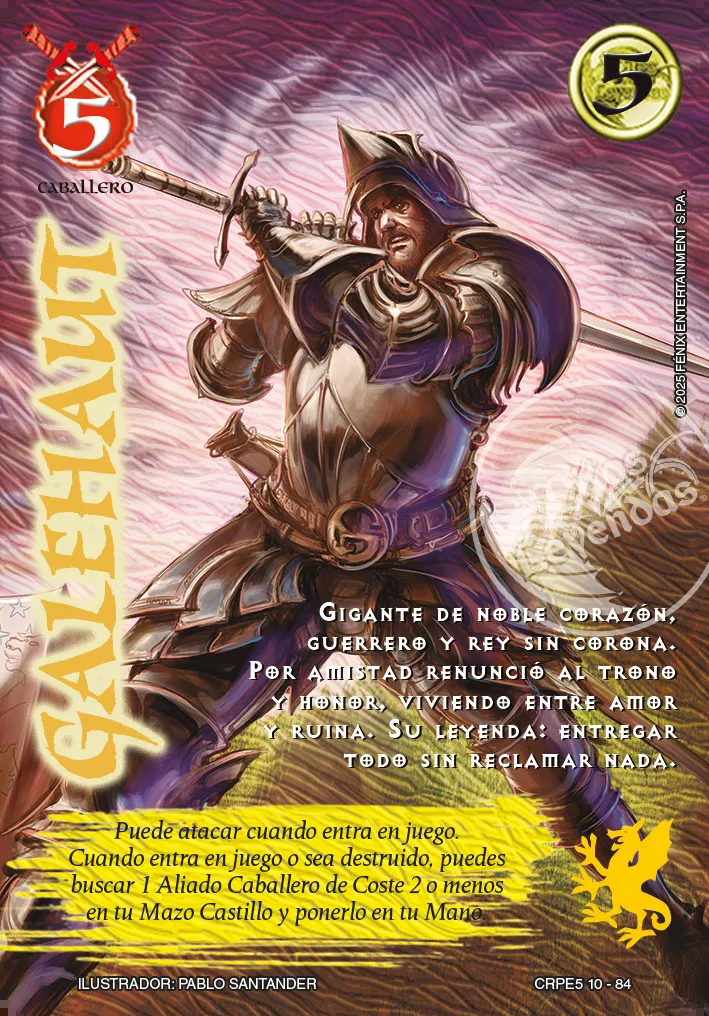 5
5
CABALLERO
GALEHAUT
© 2025 FÉNIX ENTERTAINMENT S.P.A.
Mitos y Leyendas®
GIGANTE DE NOBLE CORAZÓN,
GUERRERO Y REY SIN CORONA.
POR AMISTAD RENUNCIÓ AL TRONO
Y HONOR, VIVIENDO ENTRE AMOR
Y RUINA. SU LEYENDA: ENTREGAR
TODO SIN RECLAMAR NADA.
Puede atacar cuando entra en juego.
Cuando entra en juego o sea destruido, puedes
buscar 1 Aliado Caballero de Coste 2 o menos
en tu Mazo Castillo y ponerlo en tu Mano.
ILUSTRADOR: PABLO SANTANDER
CRPE5 10 - 84